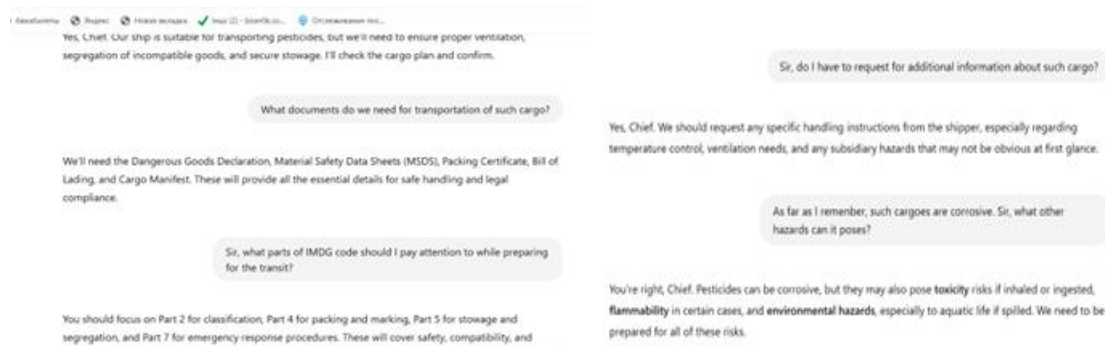 Авиабилеты Яндекс Новая вкладка
Yes, Chief. Our ship is suitable for transporting pesticides, but we'll need to ensure proper ventilation,
segregation of incompatible goods, and secure stowage. I'll check the cargo plan and confirm.
What documents do we need for transportation of such cargo?
We'll need the Dangerous Goods Declaration, Material Safety Data Sheets (MSDS), Packing Certificate, Bill of
Lading, and Cargo Manifest. These will provide all the essential details for safe handling and legal
compliance.
Sir, what parts of IMDG code should I pay attention to while preparing
for the transit?
You should focus on Part 2 for classification, Part 4 for packing and marking, Part 5 for stowage and
segregation, and Part 7 for emergency response procedures. These will cover safety, compatibility, and
Sir, do I have to request for additional information about such cargo?
Yes, Chief. We should request any specific handling instructions from the shipper, especially regarding
temperature control, ventilation needs, and any subsidiary hazards that may not be obvious at first glance.
As far as I remenber, such cargoes are corrosive. Sir, what other
hazards can it poses?
You're right, Chief. Pesticides can be corrosive, but they may also pose toxicity risks if inhaled or ingested,
flammability in certain cases, and environmental hazards, especially to aquatic life if spilled. We need to be
prepared for all of these risks.